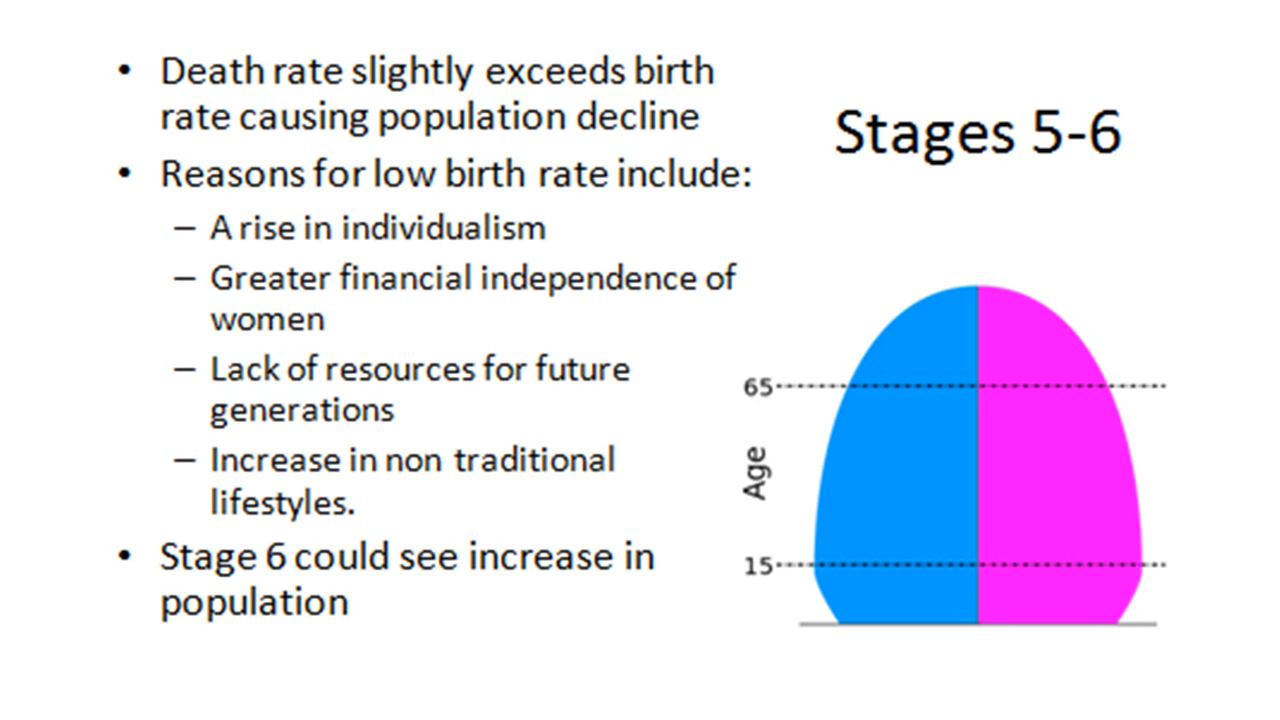 • Death rate slightly exceeds birth
rate causing population decline
• Reasons for low birth rate include:
– A rise in individualism
– Greater financial independence of
women
– Lack of resources for future
generations
– Increase in non traditional
lifestyles.
• Stage 6 could see increase in
population
Stages 5-6
65
Age
15